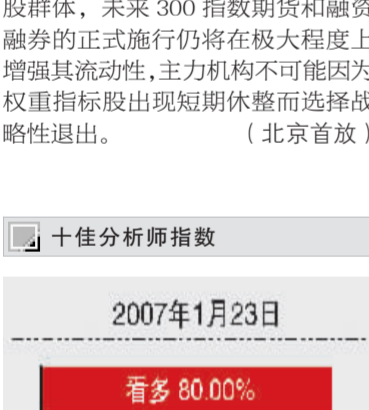 股群体，未来 300 指数期货和融资
融券的正式施行仍将在极大程度上
增强其流动性，主力机构不可能因为
权重指标股出现短期休整而选择战
略性退出。 （北京首放）
十佳分析师指数
2007年1月23日
看多 80.00%